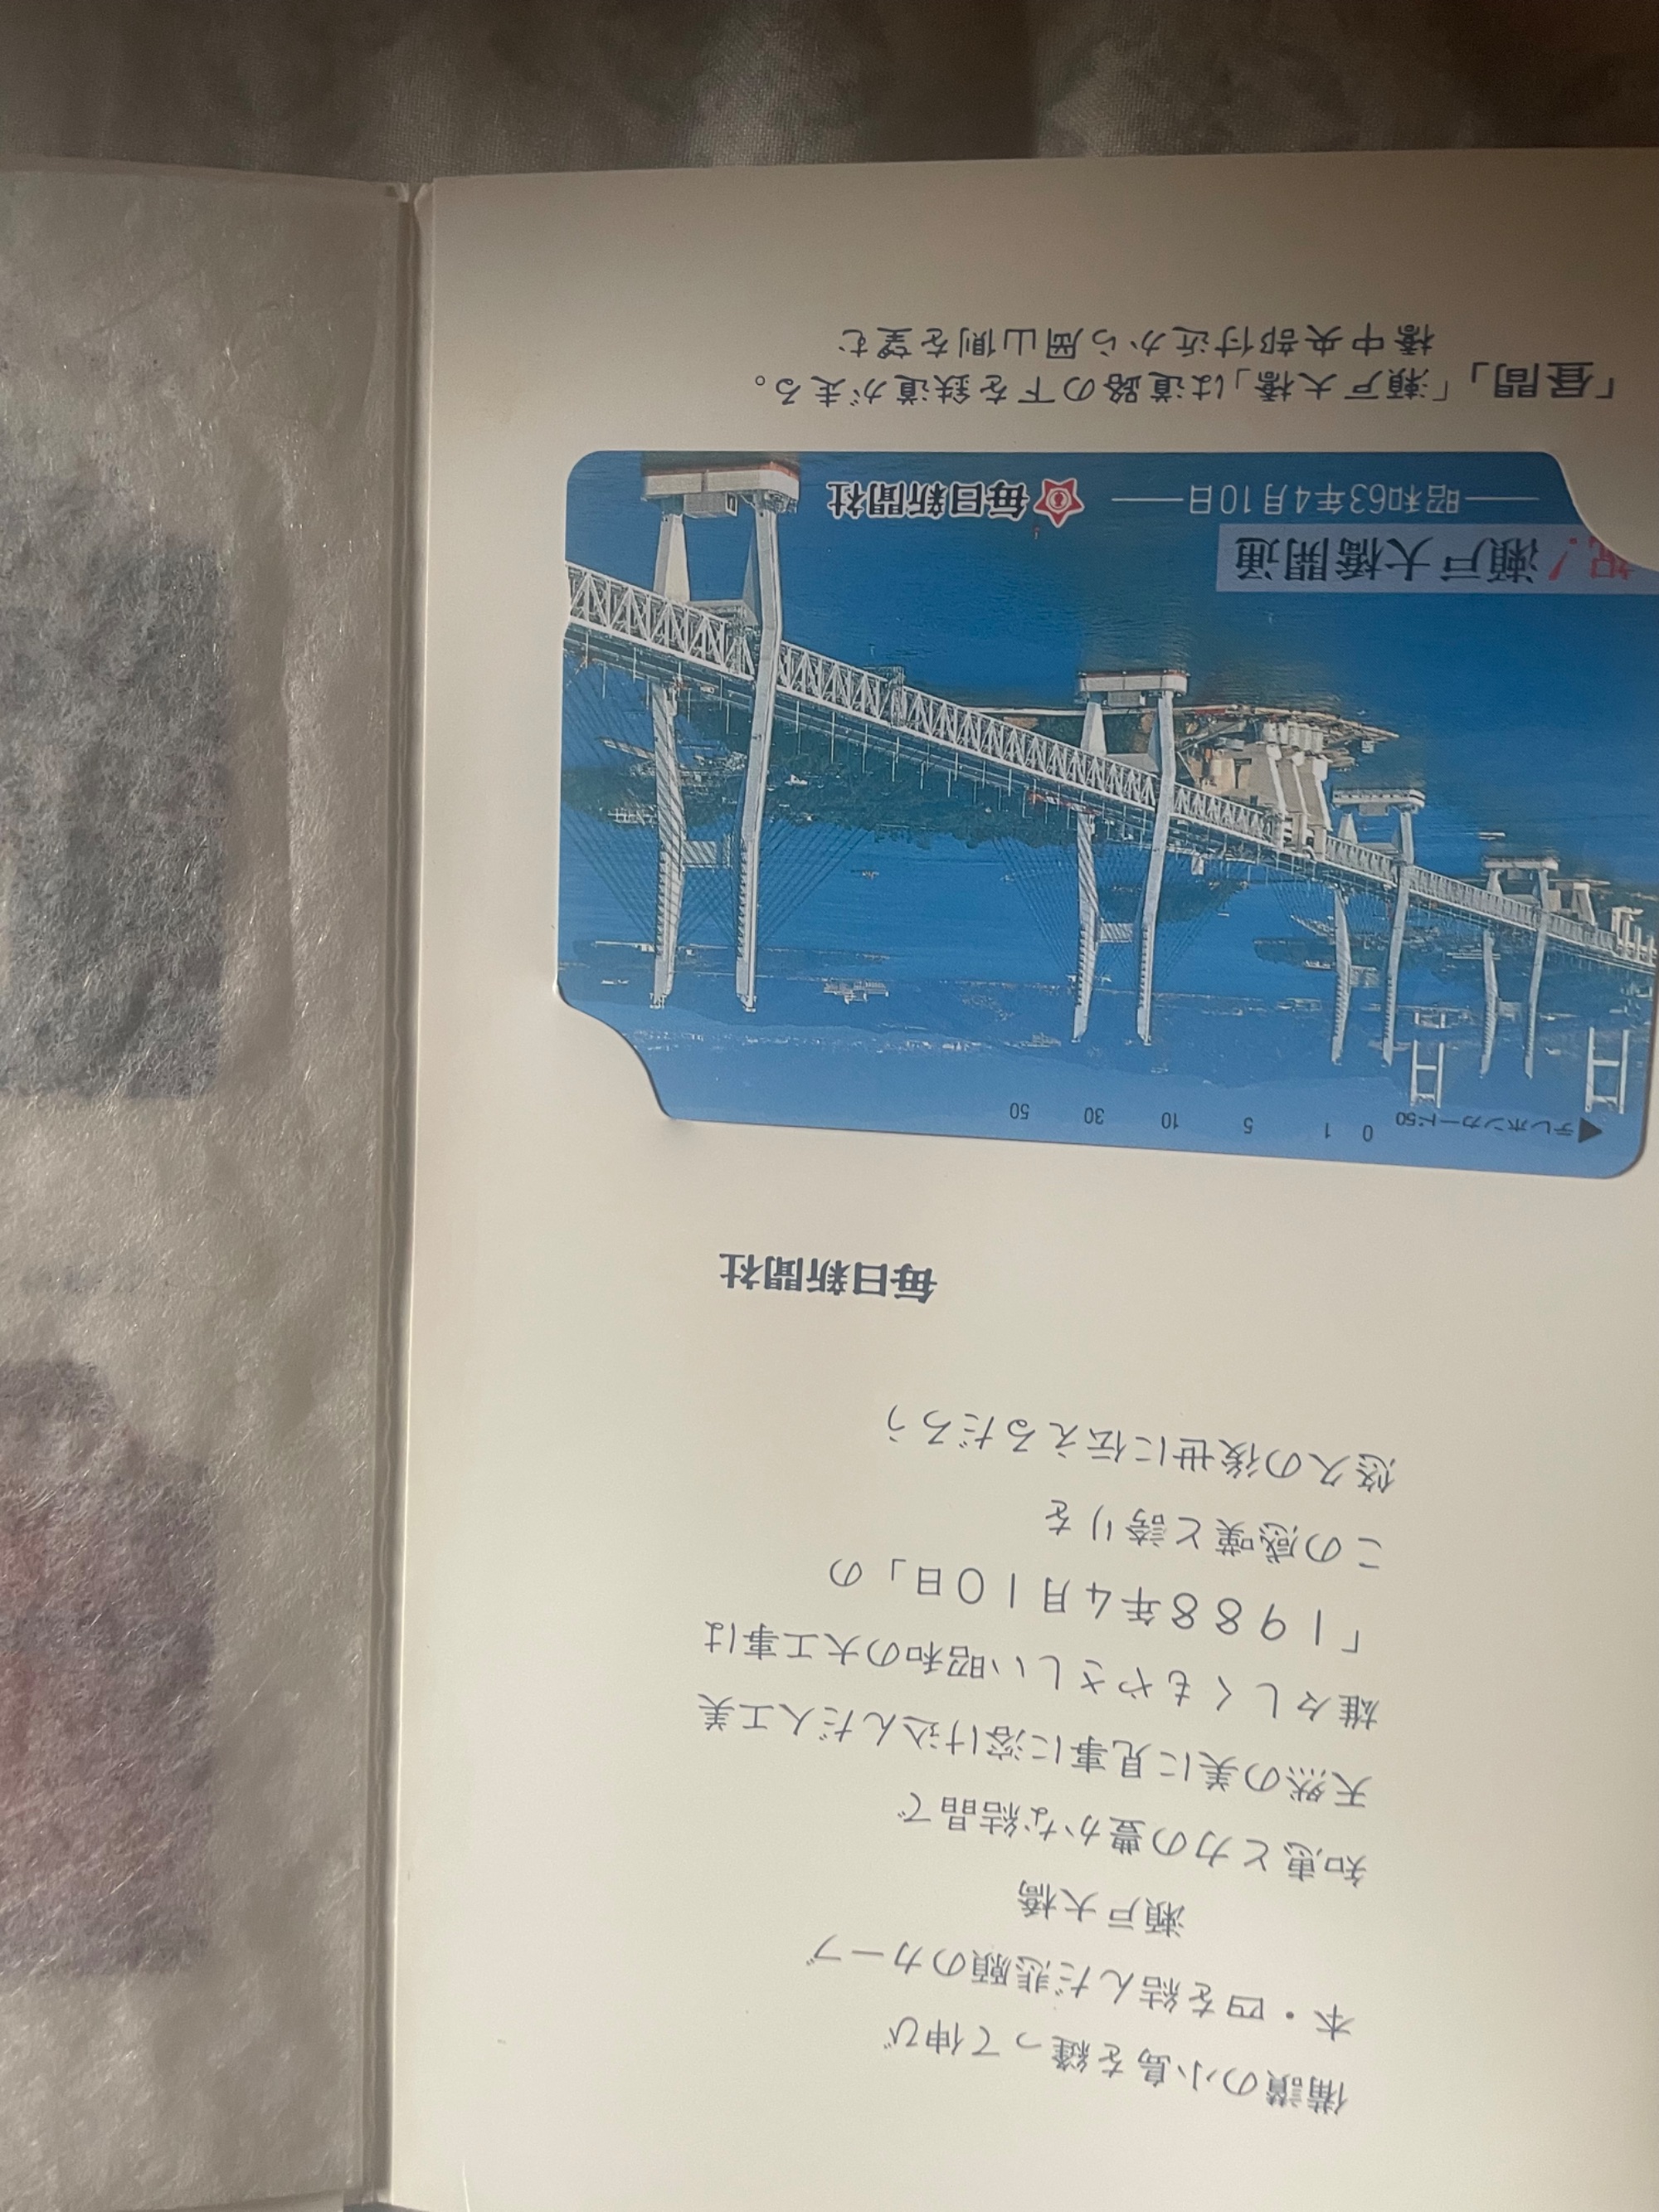 備讃の小島を縫って伸び
本・四を結んだ悲願のカーブ
瀬戸大橋
知恵と力の豊かな結晶で
天然の美に見事に溶け込んだ人工美
雄々しくもやさしい昭和の大工事は
「1988年4月10日」の
この感嘆と誇りを
悠久の後世に伝えるだろう
毎日新聞社
◀テレホンカード50 0 1 5 10 30 50
祝!瀬戸大橋開通
昭和63年4月10日
毎日新聞社
「昼間」「瀬戸大橋」は道路の下を鉄道が走る。
橋中央部付近から岡山側を望む